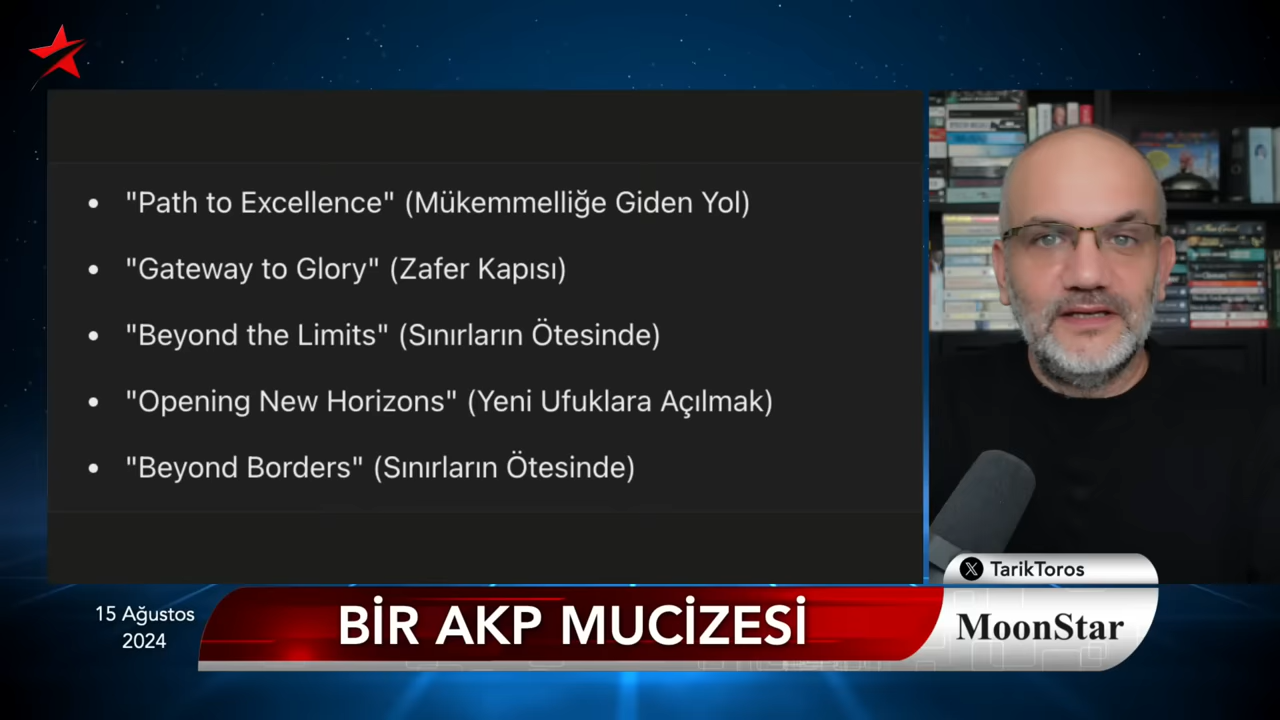 "Path to Excellence" (Mükemmelliğe Giden Yol)
"Gateway to Glory" (Zafer Kapısı)
"Beyond the Limits" (Sınırların Ötesinde)
"Opening New Horizons" (Yeni Ufuklara Açılmak)
"Beyond Borders" (Sınırların Ötesinde)
TarikToros
15 Ağustos
2024
BİR AKP MUCİZESİ
MoonStar